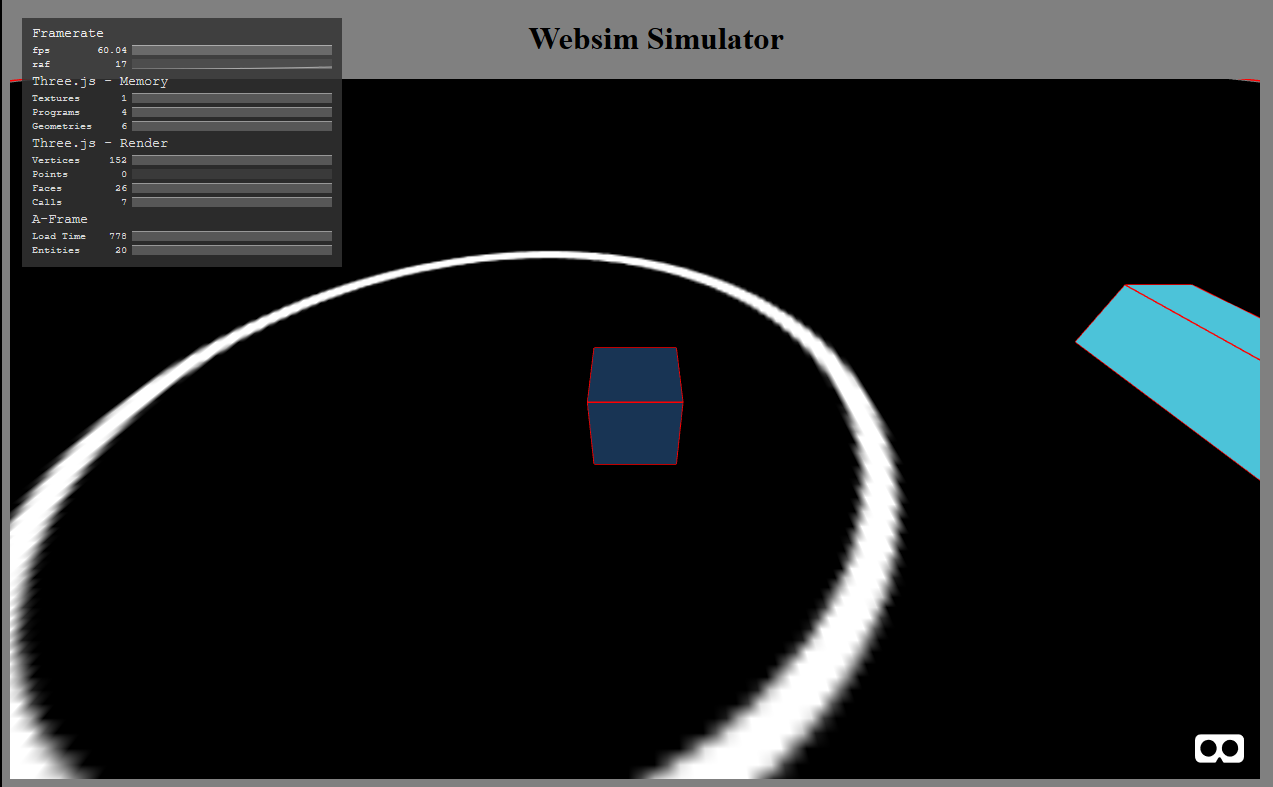 Websim Simulator
Framerate
fps 60.04
raf 17
Three.js - Memory
Textures 1
Programs 4
Geometries 6
Three.js - Render
Vertices 152
Points 0
Faces 26
Calls 7
A-Frame
Load Time 778
Entities 20